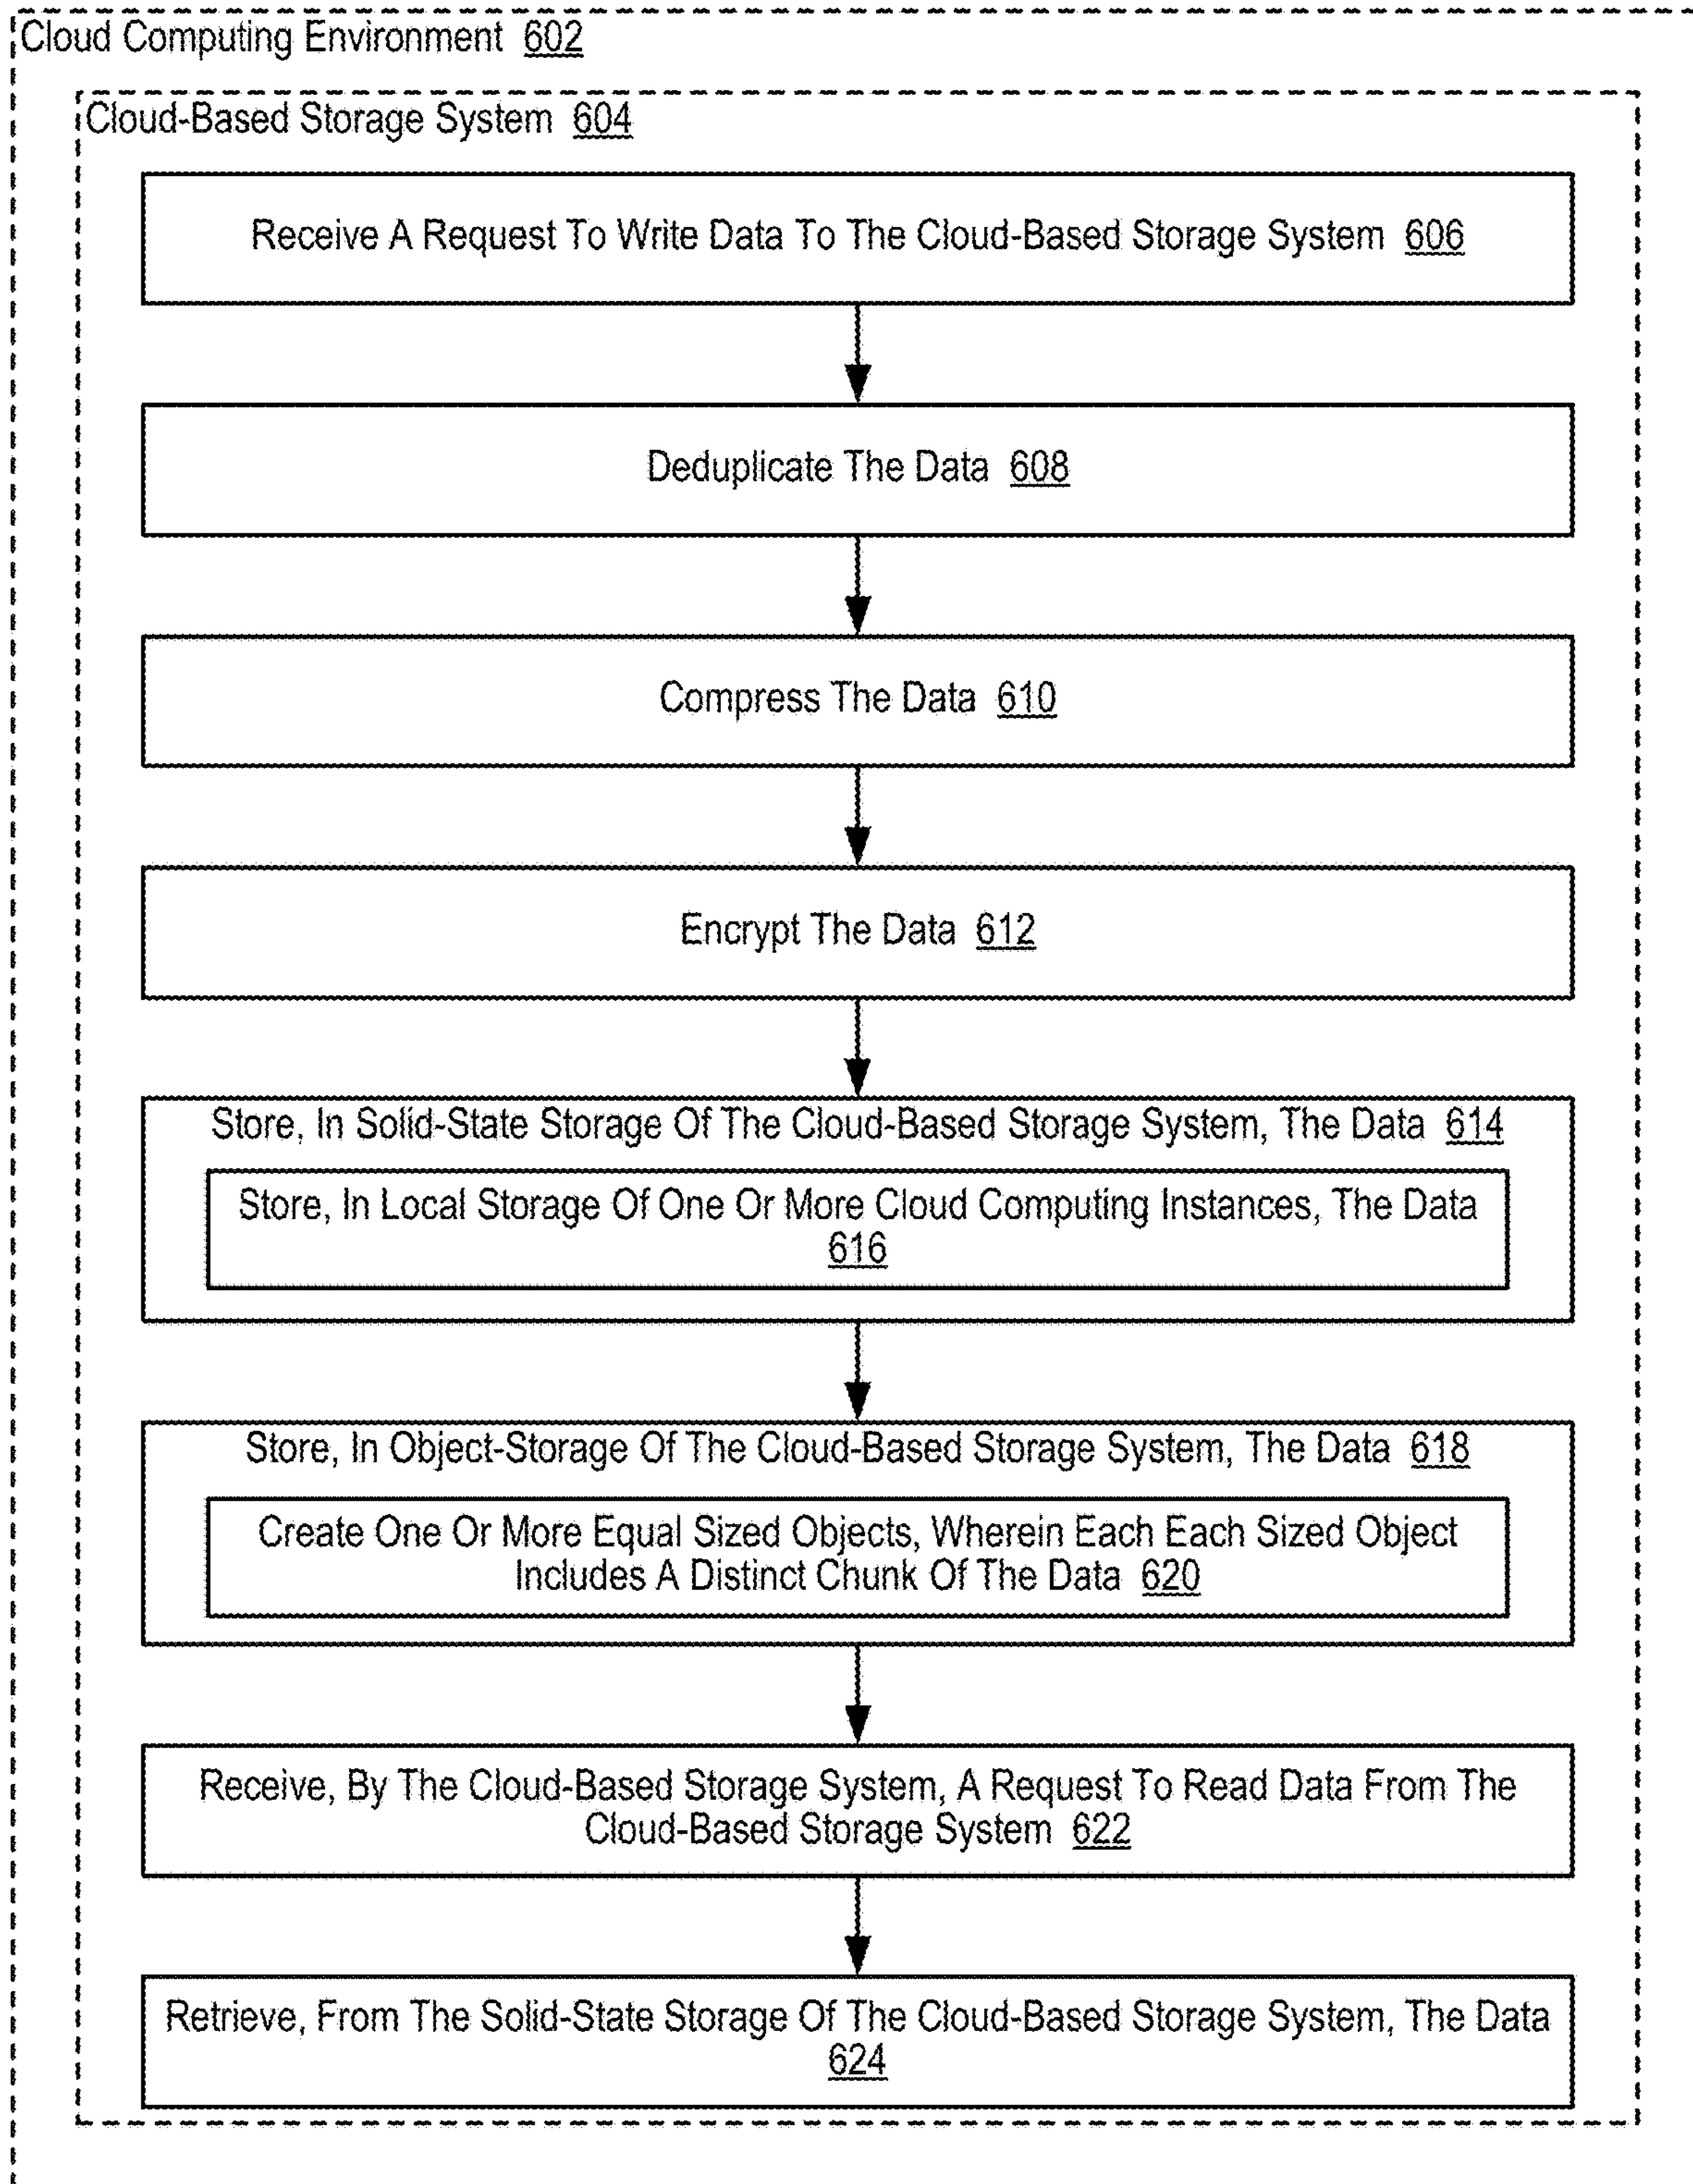 Cloud Computing Environment 602
Cloud-Based Storage System 604
Receive A Request To Write Data To The Cloud-Based Storage System 606
Deduplicate The Data 608
Compress The Data 610
Encrypt The Data 612
Store, In Solid-State Storage Of The Cloud-Based Storage System, The Data 614
Store, In Local Storage Of One Or More Cloud Computing Instances, The Data
616
Store, In Object-Storage Of The Cloud-Based Storage System, The Data 618
Create One Or More Equal Sized Objects, Wherein Each Each Sized Object
Includes A Distinct Chunk Of The Data 620
Receive, By The Cloud-Based Storage System, A Request To Read Data From The
Cloud-Based Storage System 622
Retrieve, From The Solid-State Storage Of The Cloud-Based Storage System, The Data
624